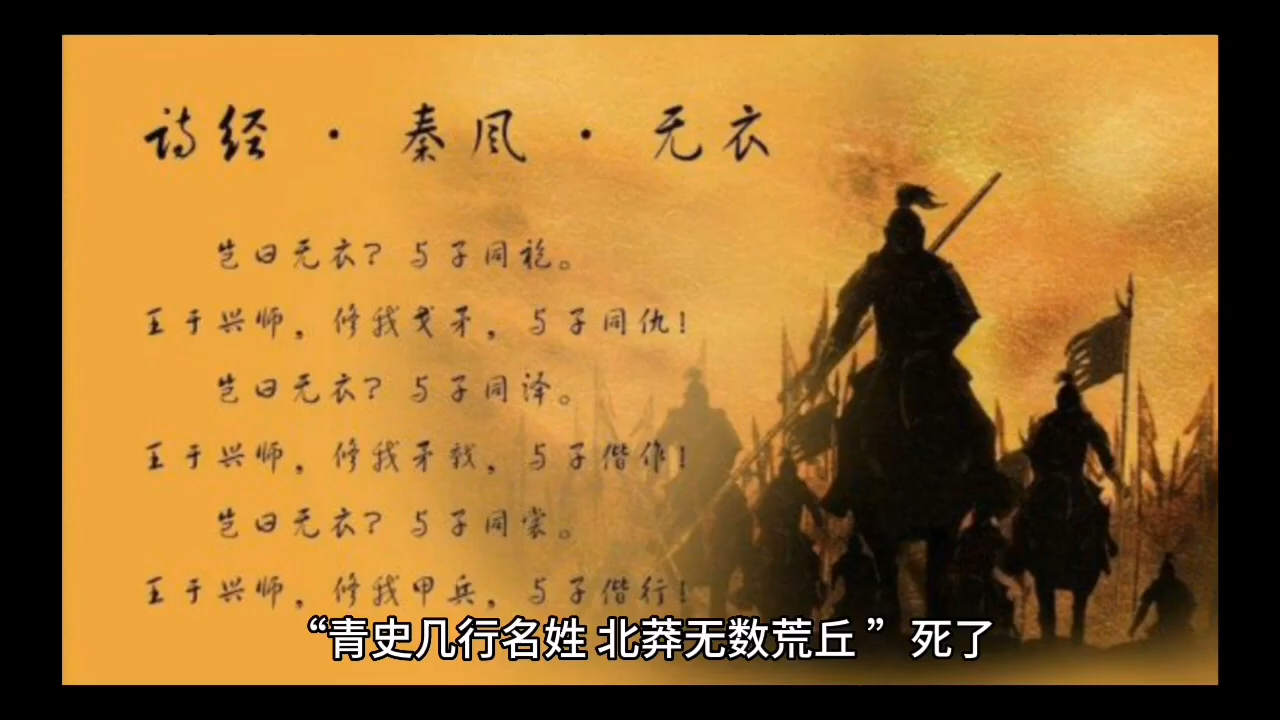 诗经·秦风·无衣
岂曰无衣？与子同袍。
王于兴师，修我戈矛，与子同仇！
岂曰无衣？与子同泽。
王于兴师，修我矛戟，与子偕作！
岂曰无衣？与子同裳。
王于兴师，修我甲兵，与子偕行！
“青史几行名姓 北莽无数荒丘 ”死了